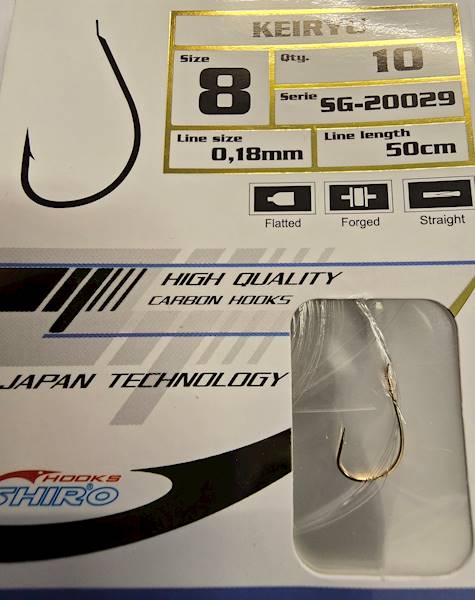 KEIRYU
Size
8
Qty.
10
Serie
SG-20029
Line size
0,18mm
Line length
50cm
Flatted
Forged
Straight
HIGH QUALITY
CARBON HOOKS
JAPAN TECHNOLOGY
HOOKS
SHIRO